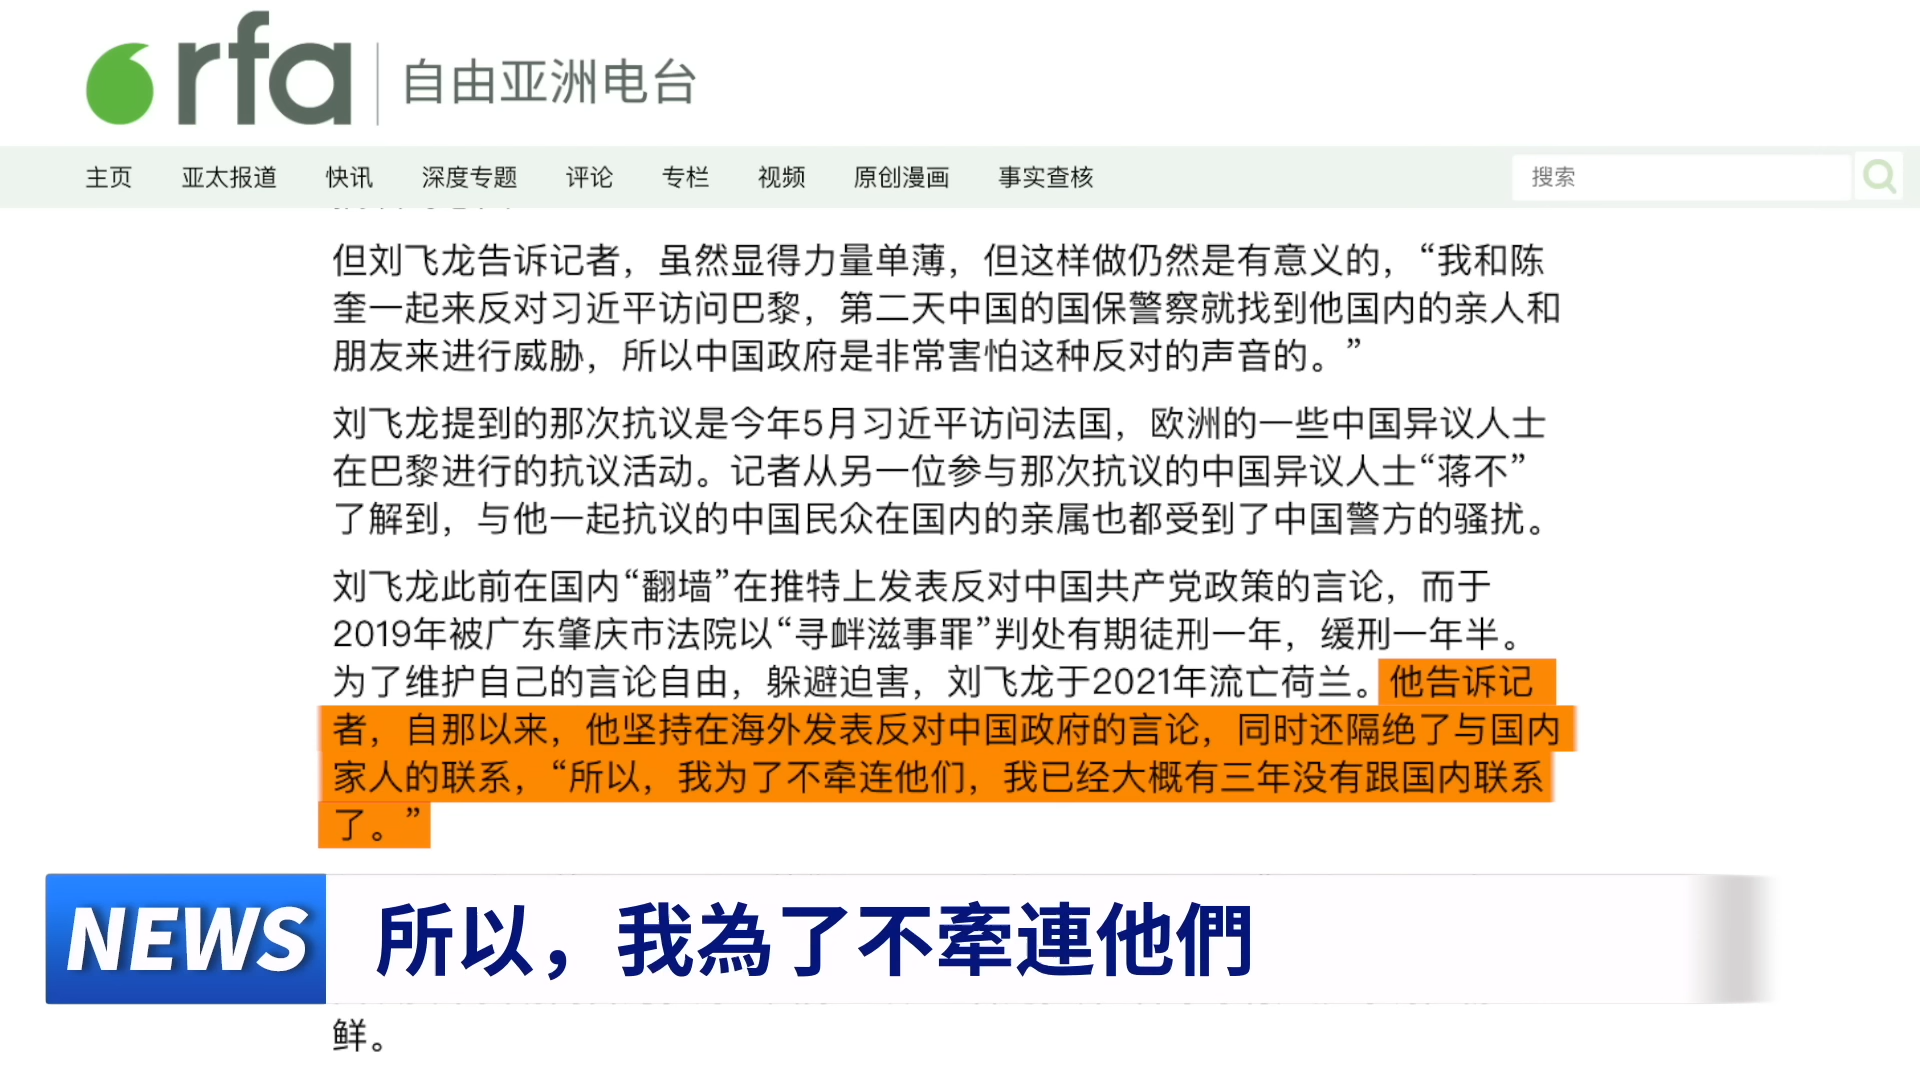 rfa 自由亚洲电台
主页 亚太报道 快讯 深度专题 评论 专栏 视频 原创漫画 事实查核 搜索
但刘飞龙告诉记者，虽然显得力量单薄，但这样做仍然是有意义的，“我和陈
奎一起来反对习近平访问巴黎，第二天中国的国保警察就找到他国内的亲人和
朋友来进行威胁，所以中国政府是非常害怕这种反对的声音的。”
刘飞龙提到的那次抗议是今年5月习近平访问法国，欧洲的一些中国异议人士
在巴黎进行的抗议活动。记者从另一位参与那次抗议的中国异议人士“蒋不”
了解到，与他一起抗议的中国民众在国内的亲属也都受到了中国警方的骚扰。
刘飞龙此前在国内“翻墙”在推特上发表反对中国共产党政策的言论，而于
2019年被广东肇庆市法院以“寻衅滋事罪”判处有期徒刑一年，缓刑一年半。
为了维护自己的言论自由，躲避迫害，刘飞龙于2021年流亡荷兰。他告诉记
者，自那以来，他坚持在海外发表反对中国政府的言论，同时还隔绝了与国内
家人的联系，“所以，我为了不牵连他们，我已经大概有三年没有跟国内联系
了。”
NEWS 所以，我為了不牽連他們
鲜。